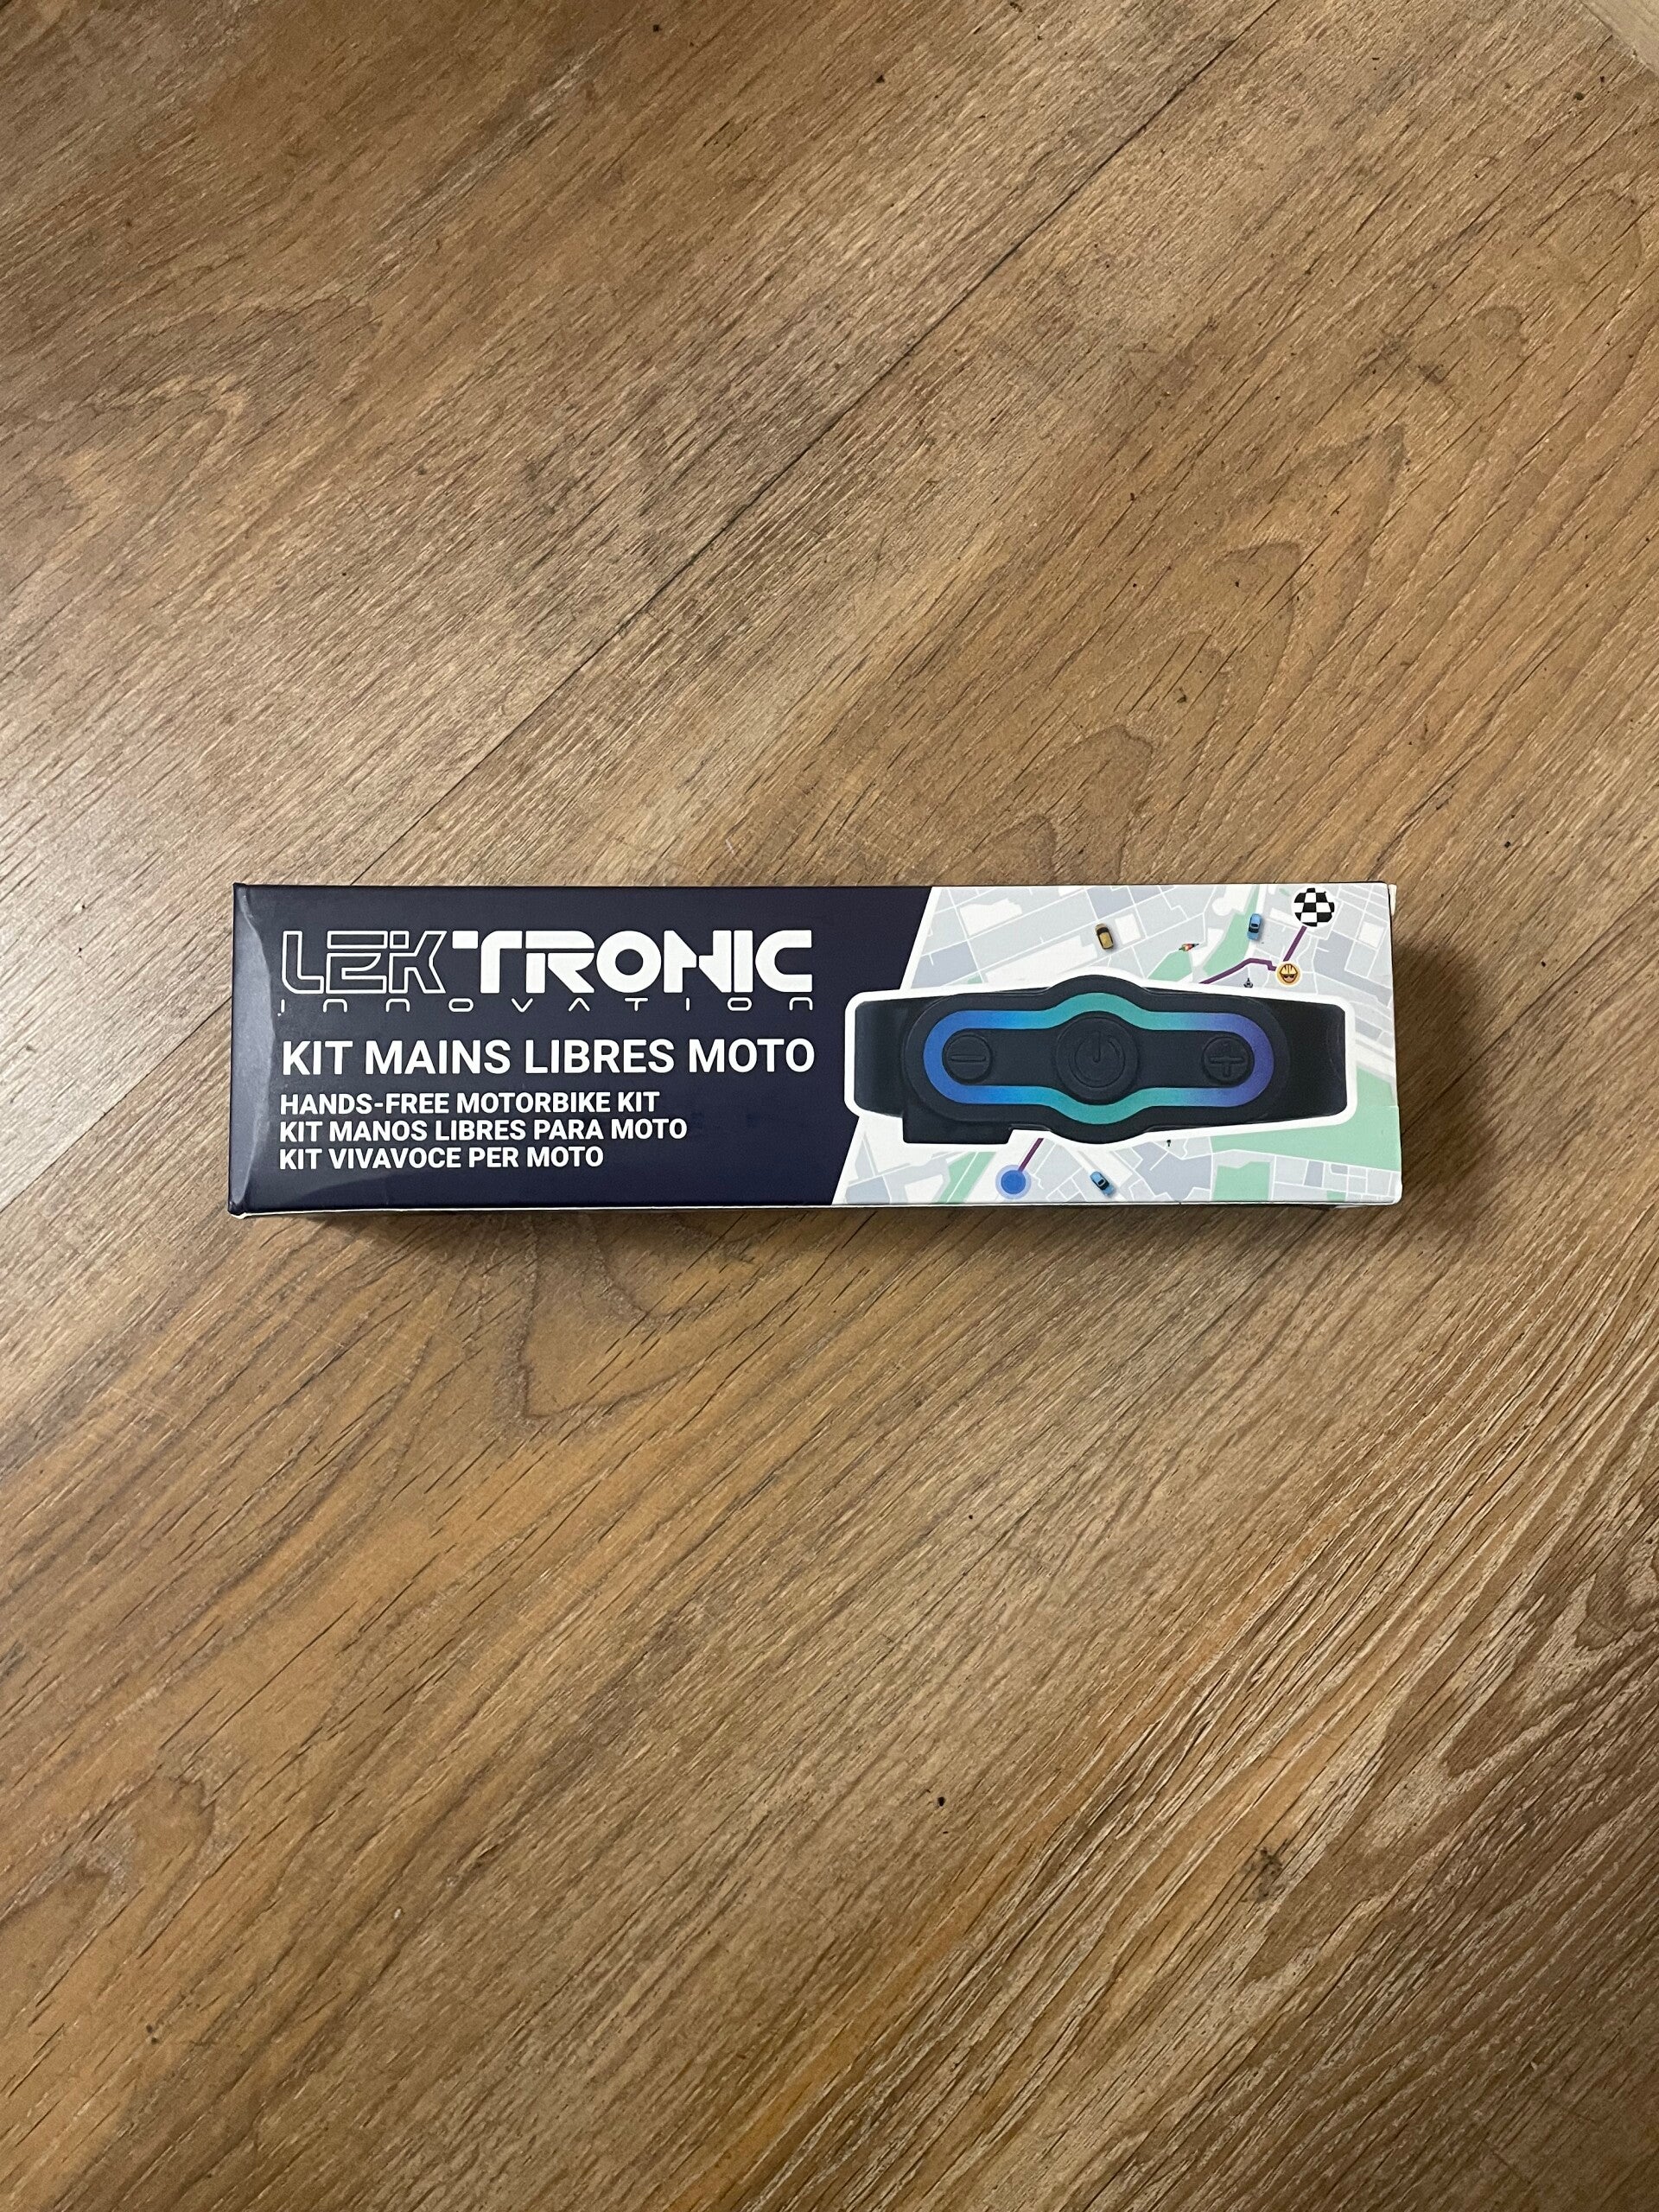 LEKTRONIC
INNOVATION
KIT MAINS LIBRES MOTO
HANDS-FREE MOTORBIKE KIT
KIT MANOS LIBRES PARA MOTO
KIT VIVAVOCE PER MOTO